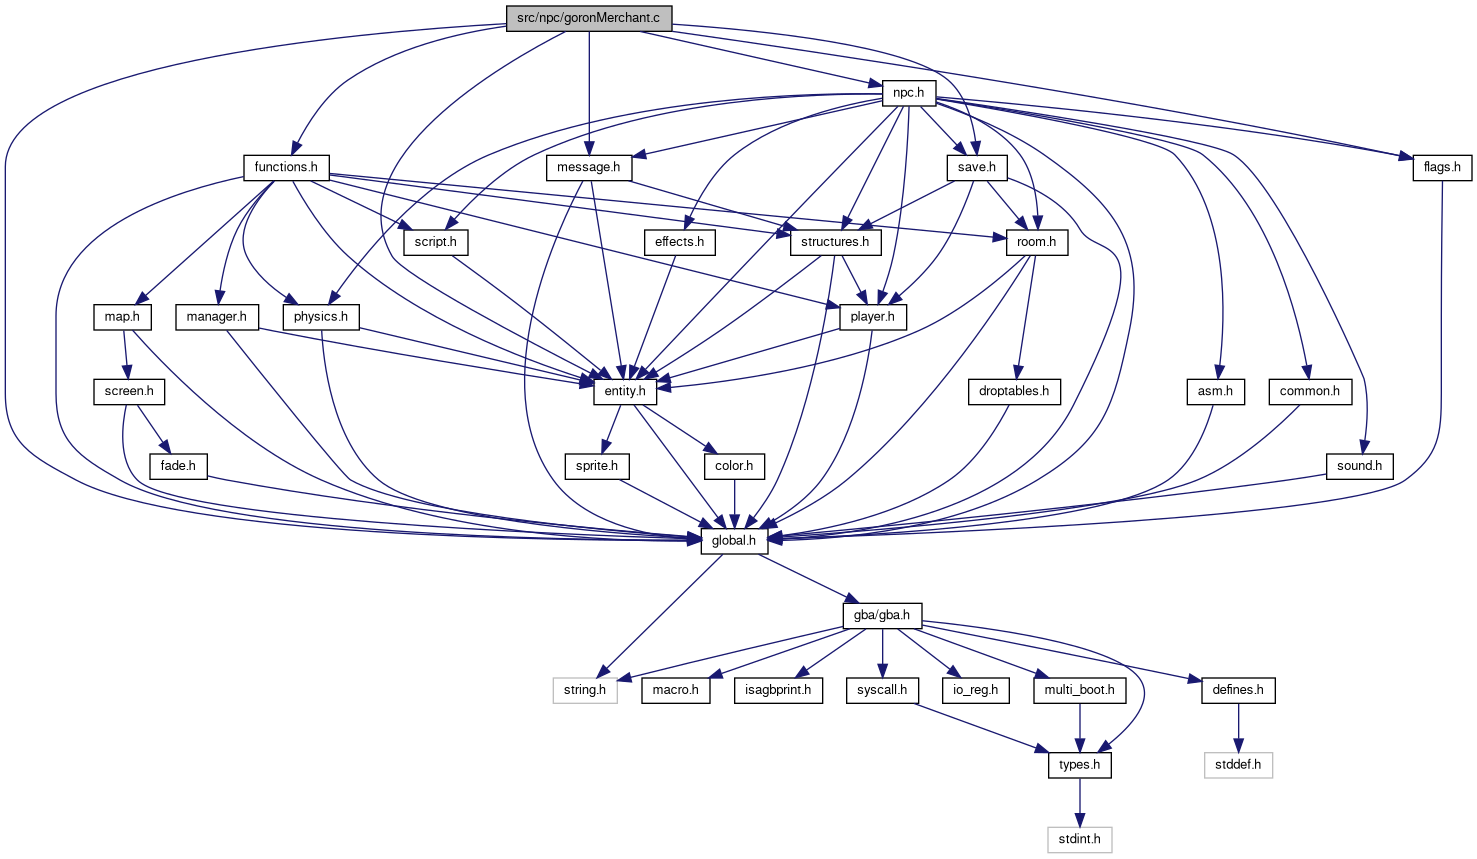 src/npc/goronMerchant.c
npc.h
functions.h
message.h
save.h
flags.h
script.h
effects.h
structures.h
room.h
map.h
manager.h
physics.h
player.h
screen.h
entity.h
droptables.h
asm.h
common.h
fade.h
sprite.h
color.h
sound.h
global.h
gba/gba.h
string.h
macro.h
isagbprint.h
syscall.h
io_reg.h
multi_boot.h
defines.h
types.h
stddef.h
stdint.h